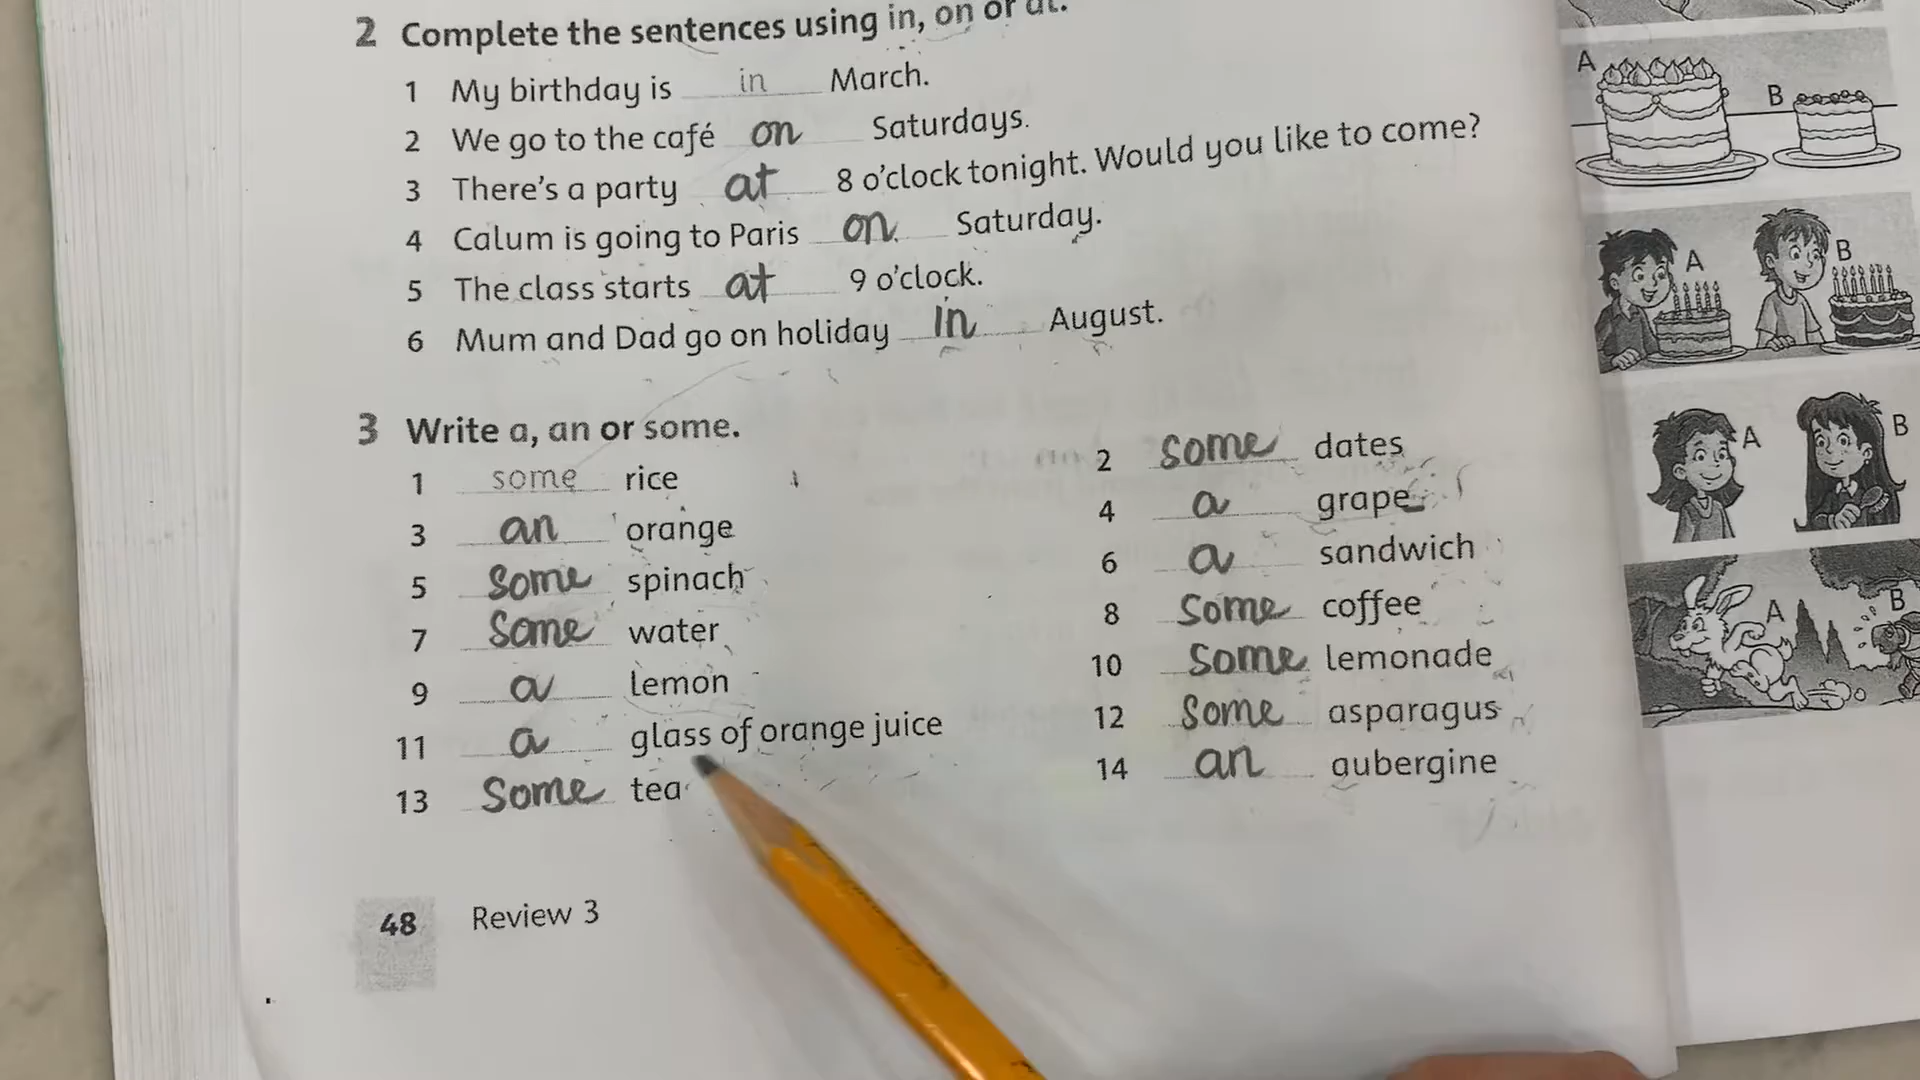 2 Complete the sentences using in, on or at.
1 My birthday is in March.
2 We go to the café on Saturdays.
3 There's a party at 8 o'clock tonight. Would you like to come?
4 Calum is going to Paris on Saturday.
5 The class starts at 9 o'clock.
6 Mum and Dad go on holiday in August.
3 Write a, an or some.
1 some rice
2 some dates
3 an orange
4 a grape
5 some spinach
6 a sandwich
7 some water
8 some coffee
9 a lemon
10 some lemonade
11 a glass of orange juice
12 some asparagus
13 some tea
14 an aubergine
48 Review 3
A B
A B
A B
A B